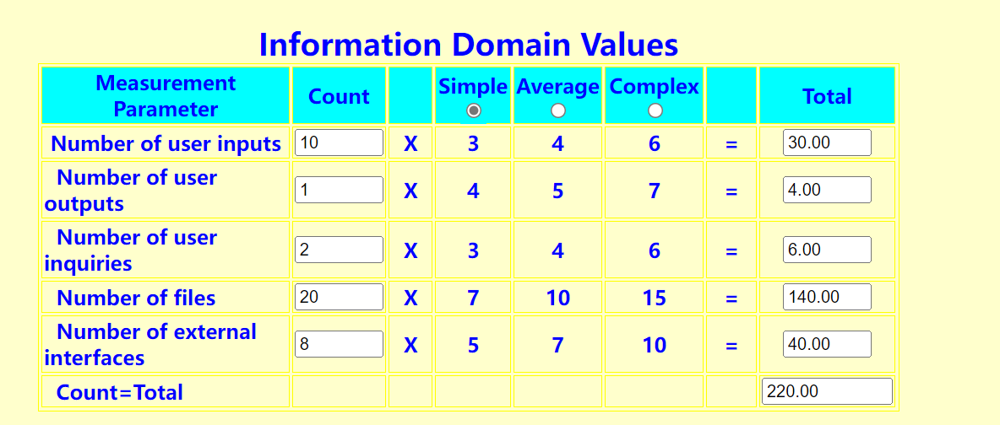 Information Domain Values
Measurement Parameter Count Simple Average Complex Total
Number of user inputs 10 X 3 4 6 = 30.00
Number of user outputs 1 X 4 5 7 = 4.00
Number of user inquiries 2 X 3 4 6 = 6.00
Number of files 20 X 7 10 15 = 140.00
Number of external interfaces 8 X 5 7 10 = 40.00
Count=Total 220.00